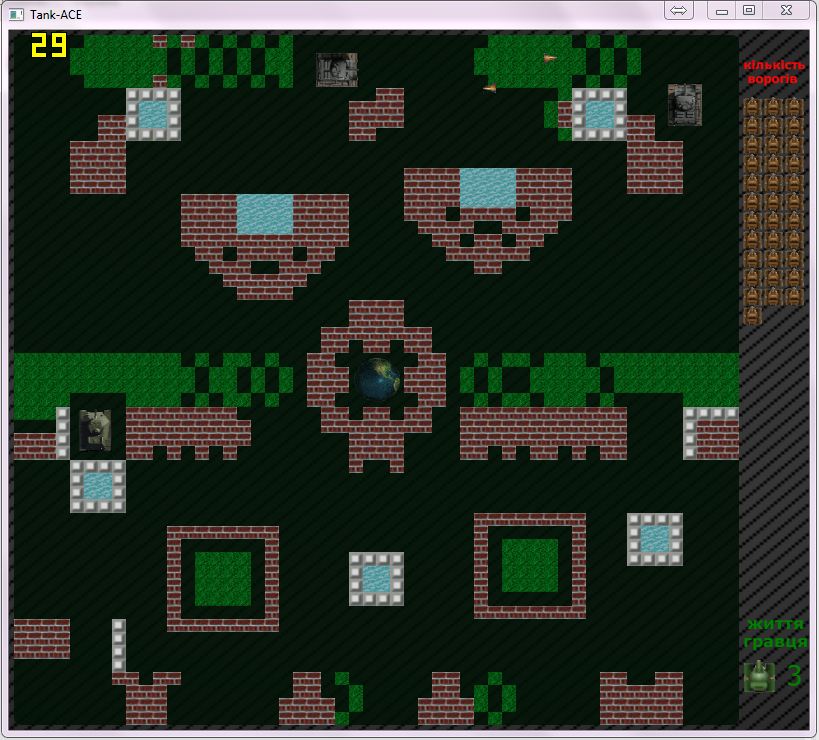 Tank-ACE
29
кількість
ворогів
життя
гравця
3